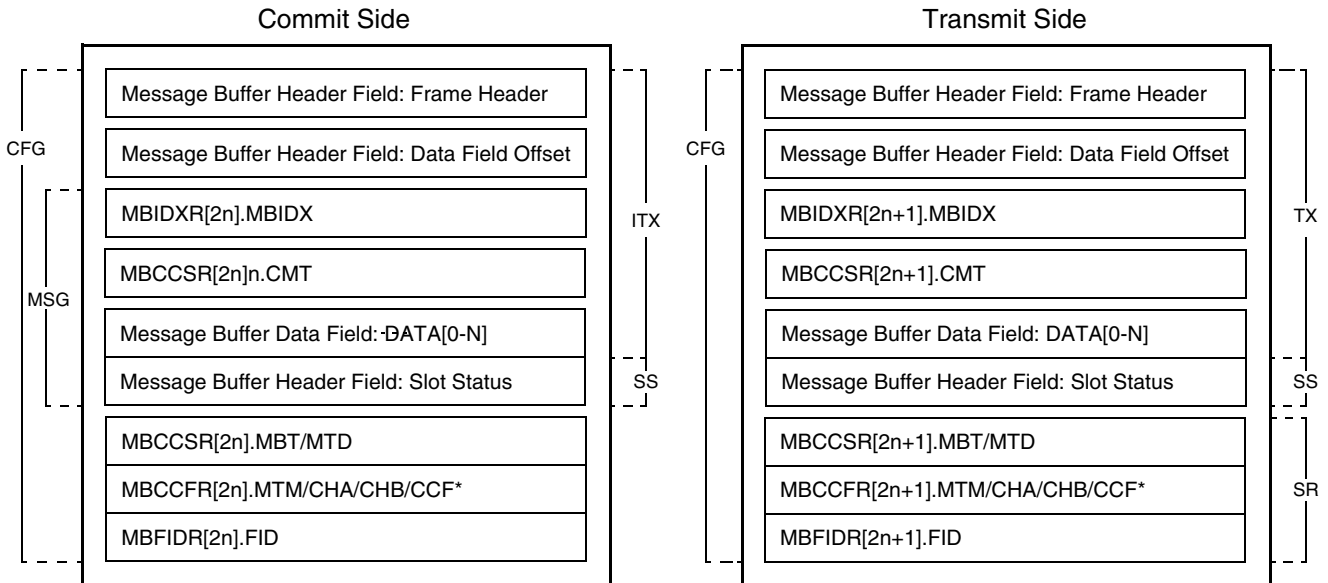 Commit Side
CFG
MSG
Message Buffer Header Field: Frame Header
Message Buffer Header Field: Data Field Offset
MBIDXR[2n].MBIDX
MBCCSR[2n]n.CMT
Message Buffer Data Field: DATA[0-N]
Message Buffer Header Field: Slot Status
MBCCSR[2n].MBT/MTD
MBCCFR[2n].MTM/CHA/CHB/CCF*
MBFIDR[2n].FID
ITX
SS
Transmit Side
CFG
Message Buffer Header Field: Frame Header
Message Buffer Header Field: Data Field Offset
MBIDXR[2n+1].MBIDX
MBCCSR[2n+1].CMT
Message Buffer Data Field: DATA[0-N]
Message Buffer Header Field: Slot Status
MBCCSR[2n+1].MBT/MTD
MBCCFR[2n+1].MTM/CHA/CHB/CCF*
MBFIDR[2n+1].FID
TX
SS
SR